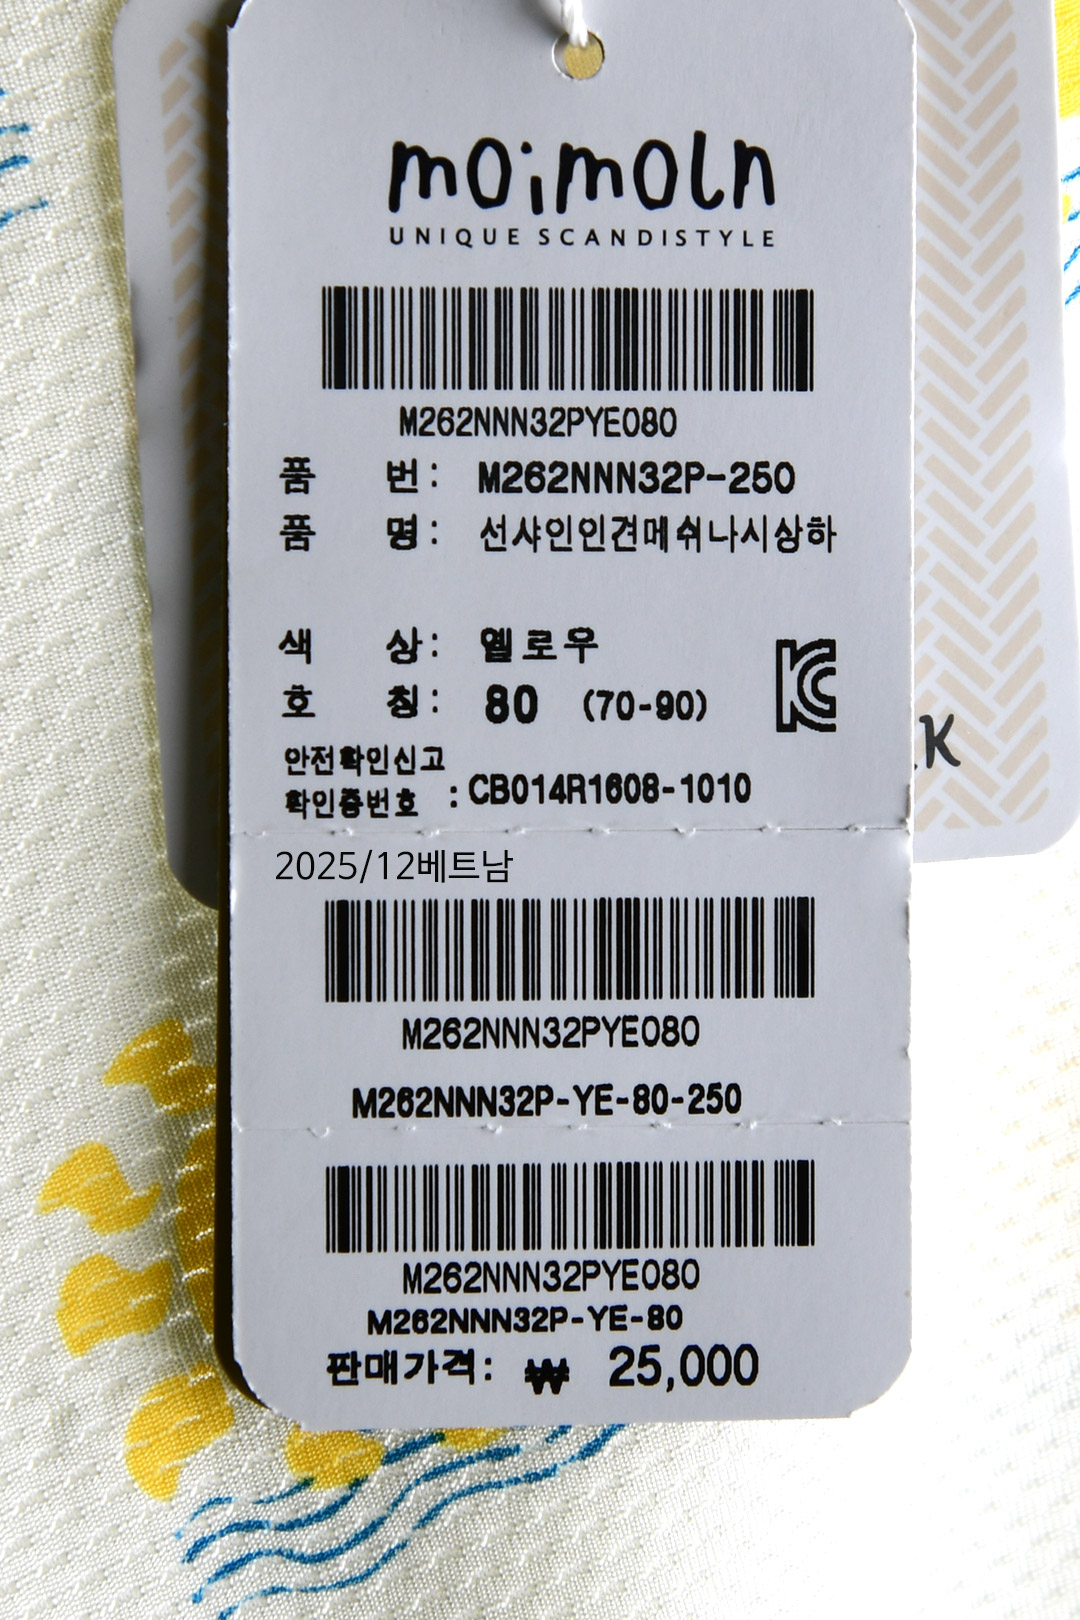 moimoln
UNIQUE SCANDISTYLE
M262NNN32PYE080
품 번: M262NNN32P-250
품 명: 선샤인인견메쉬나시상하
색 상: 옐로우
호 칭: 80 (70-90)
안전확인신고
확인증번호 : CB014R1608-1010
2025/12베트남
M262NNN32PYE080
M262NNN32P-YE-80-250
M262NNN32PYE080
M262NNN32P-YE-80
판매가격: ₩ 25,000